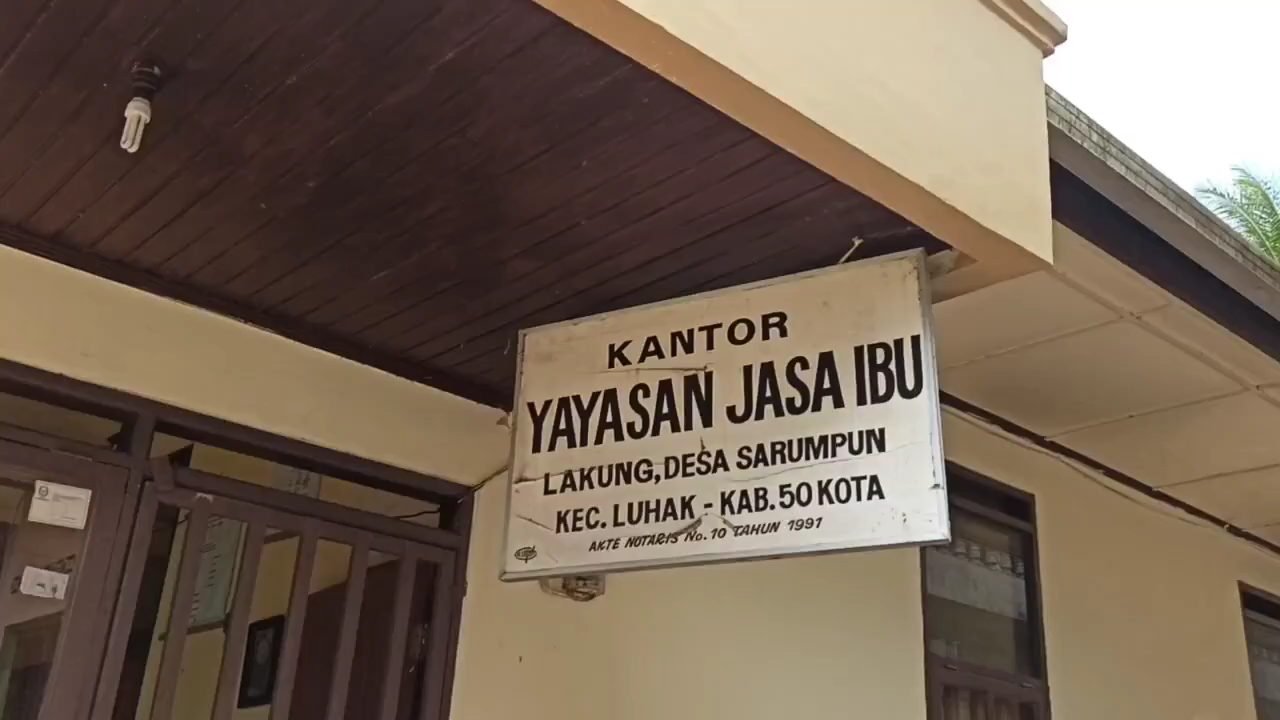 KANTOR
YAYASAN JASA IBU
LAKUNG, DESA SARUMPUN
KEC. LUHAK - KAB. 50 KOTA
AKTE NOTARIS No. 10 TAHUN 1991